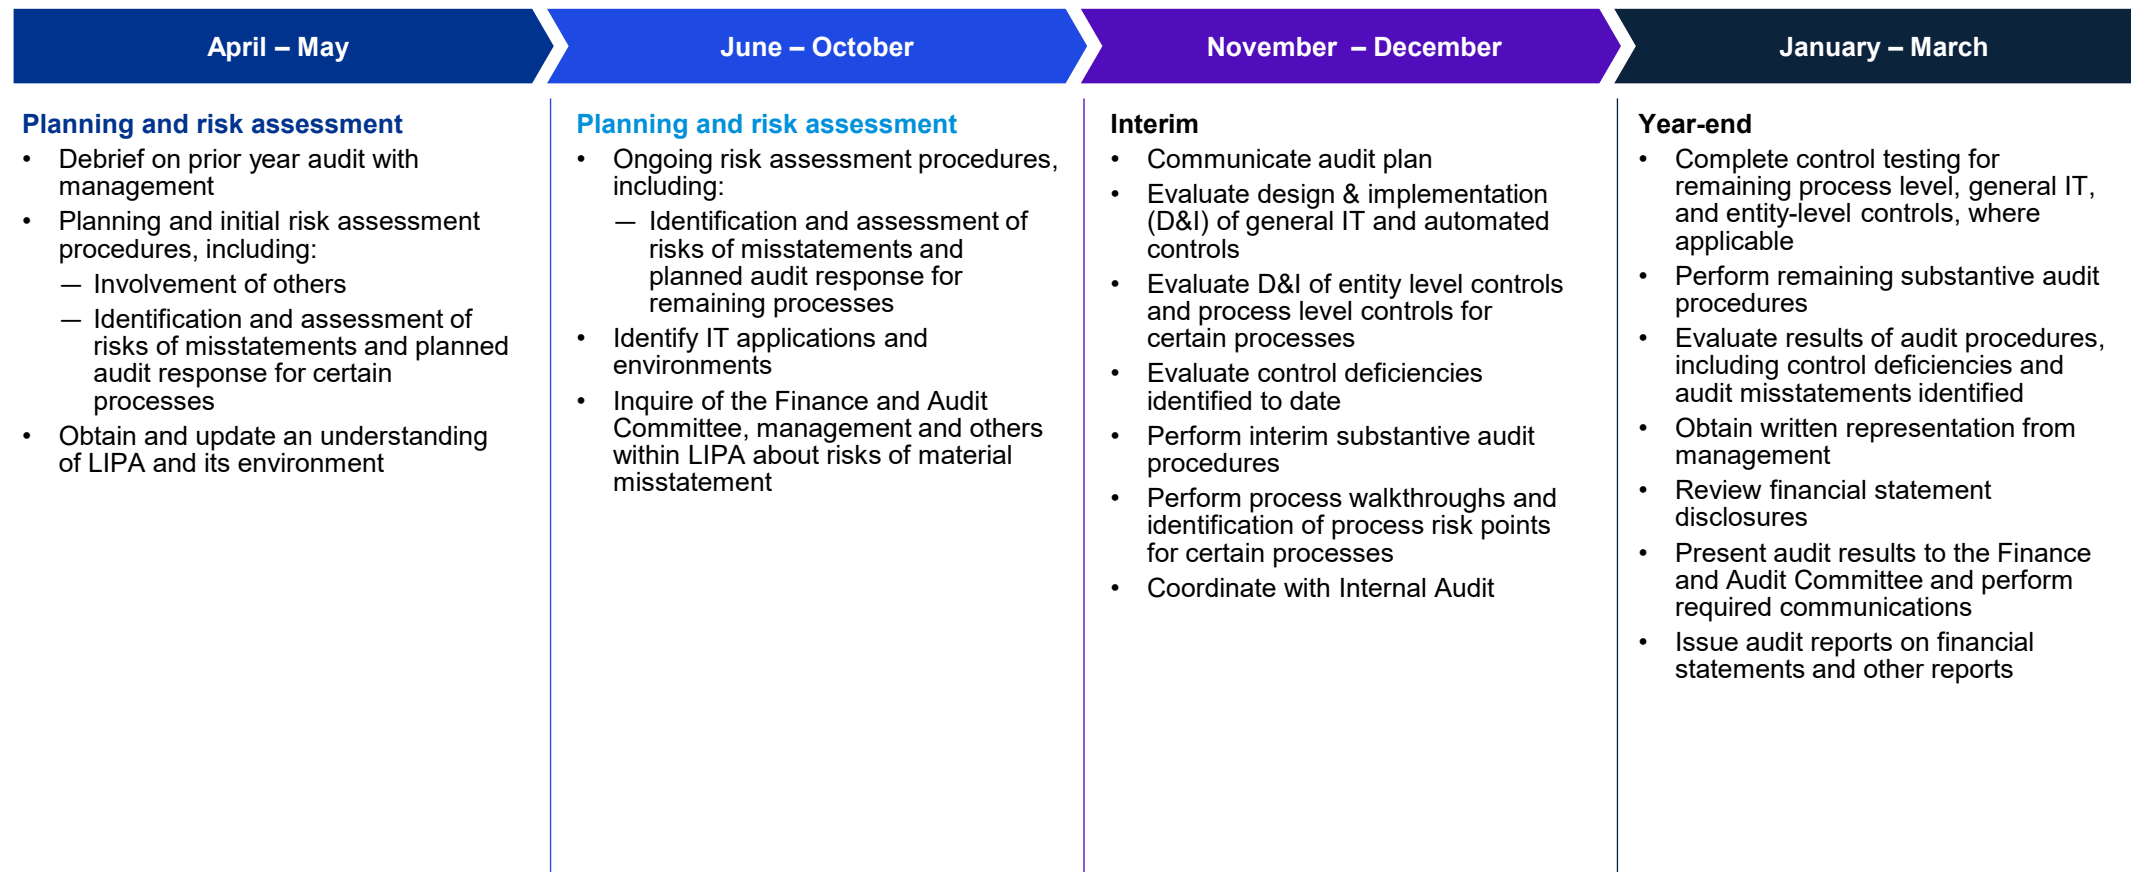 April – May
June – October
November – December
January – March
Planning and risk assessment
• Debrief on prior year audit with
management
• Planning and initial risk assessment
procedures, including:
— Involvement of others
— Identification and assessment of
risks of misstatements and planned
audit response for certain
processes
• Obtain and update an understanding
of LIPA and its environment
Planning and risk assessment
• Ongoing risk assessment procedures,
including:
— Identification and assessment of
risks of misstatements and
planned audit response for
remaining processes
• Identify IT applications and
environments
• Inquire of the Finance and Audit
Committee, management and others
within LIPA about risks of material
misstatement
Interim
• Communicate audit plan
• Evaluate design & implementation
(D&I) of general IT and automated
controls
• Evaluate D&I of entity level controls
and process level controls for
certain processes
• Evaluate control deficiencies
identified to date
• Perform interim substantive audit
procedures
• Perform process walkthroughs and
identification of process risk points
for certain processes
• Coordinate with Internal Audit
Year-end
• Complete control testing for
remaining process level, general IT,
and entity-level controls, where
applicable
• Perform remaining substantive audit
procedures
• Evaluate results of audit procedures,
including control deficiencies and
audit misstatements identified
• Obtain written representation from
management
• Review financial statement
disclosures
• Present audit results to the Finance
and Audit Committee and perform
required communications
• Issue audit reports on financial
statements and other reports